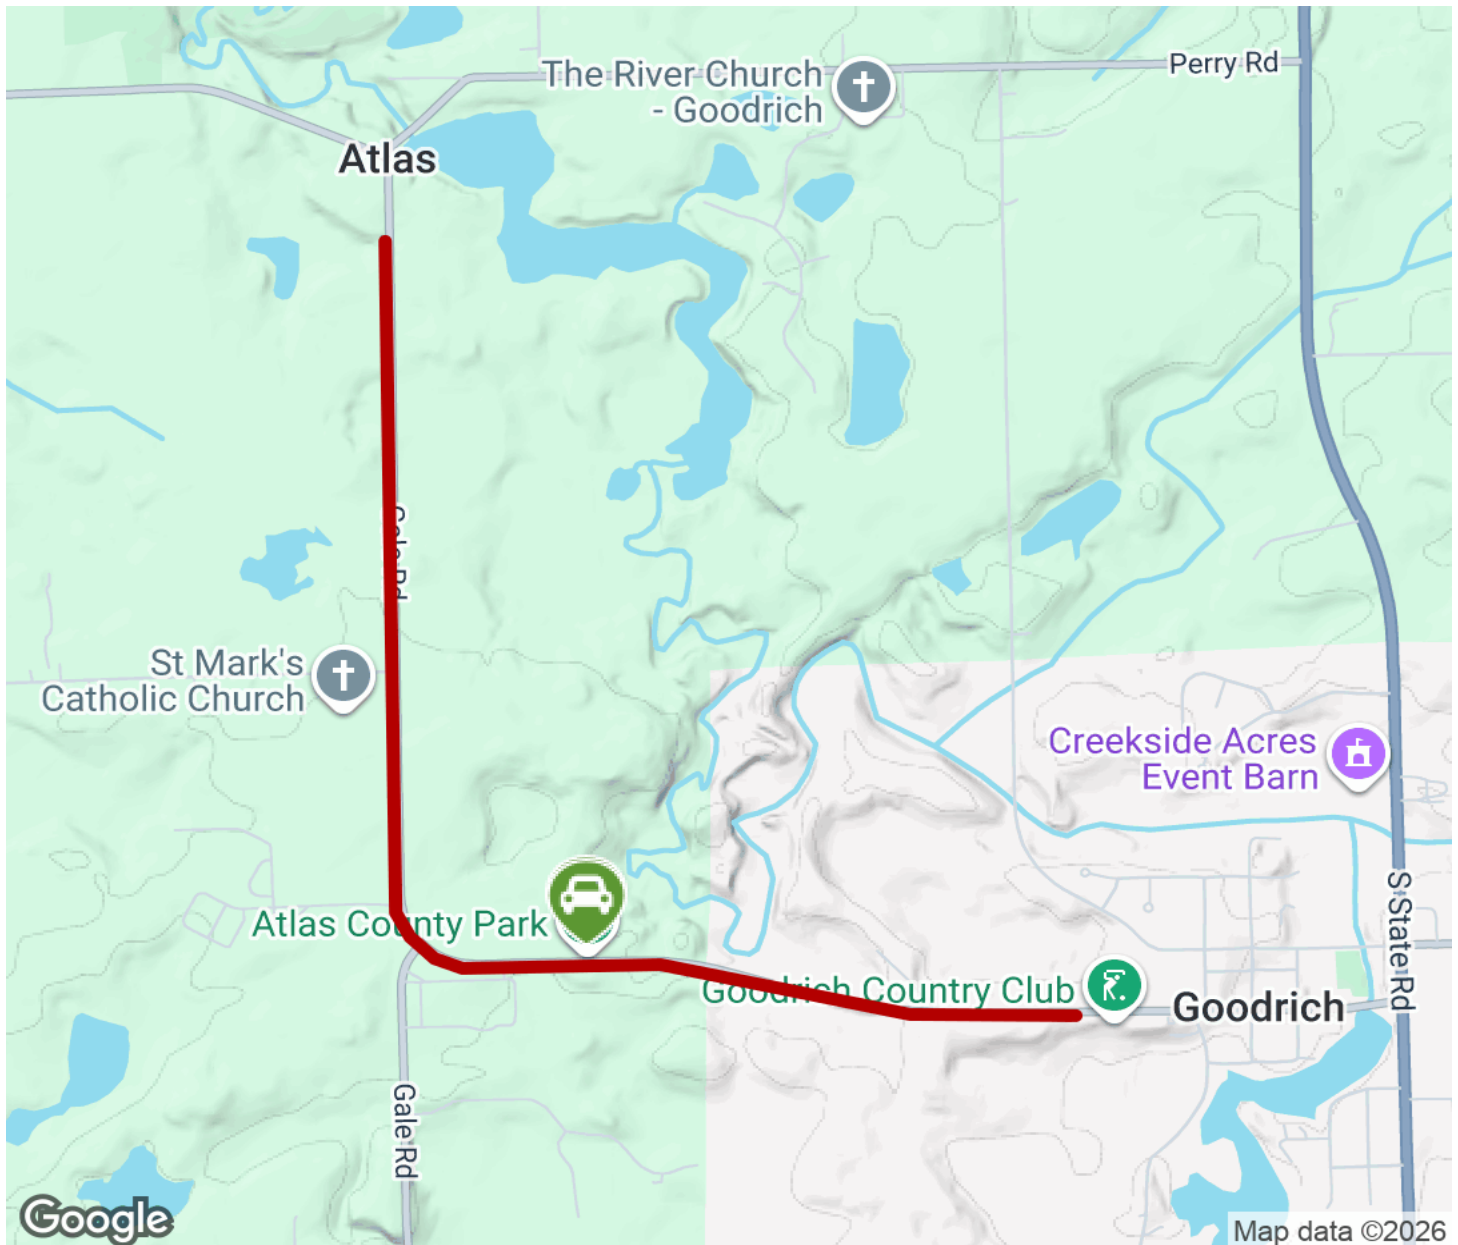 Perry Rd
The River Church
- Goodrich
Atlas
Gale Rd
St Mark's
Catholic Church
Creekside Acres
Event Barn
Atlas County Park
S State Rd
Goodrich Country Club
Goodrich
Gale Rd
Google
Map data ©2026